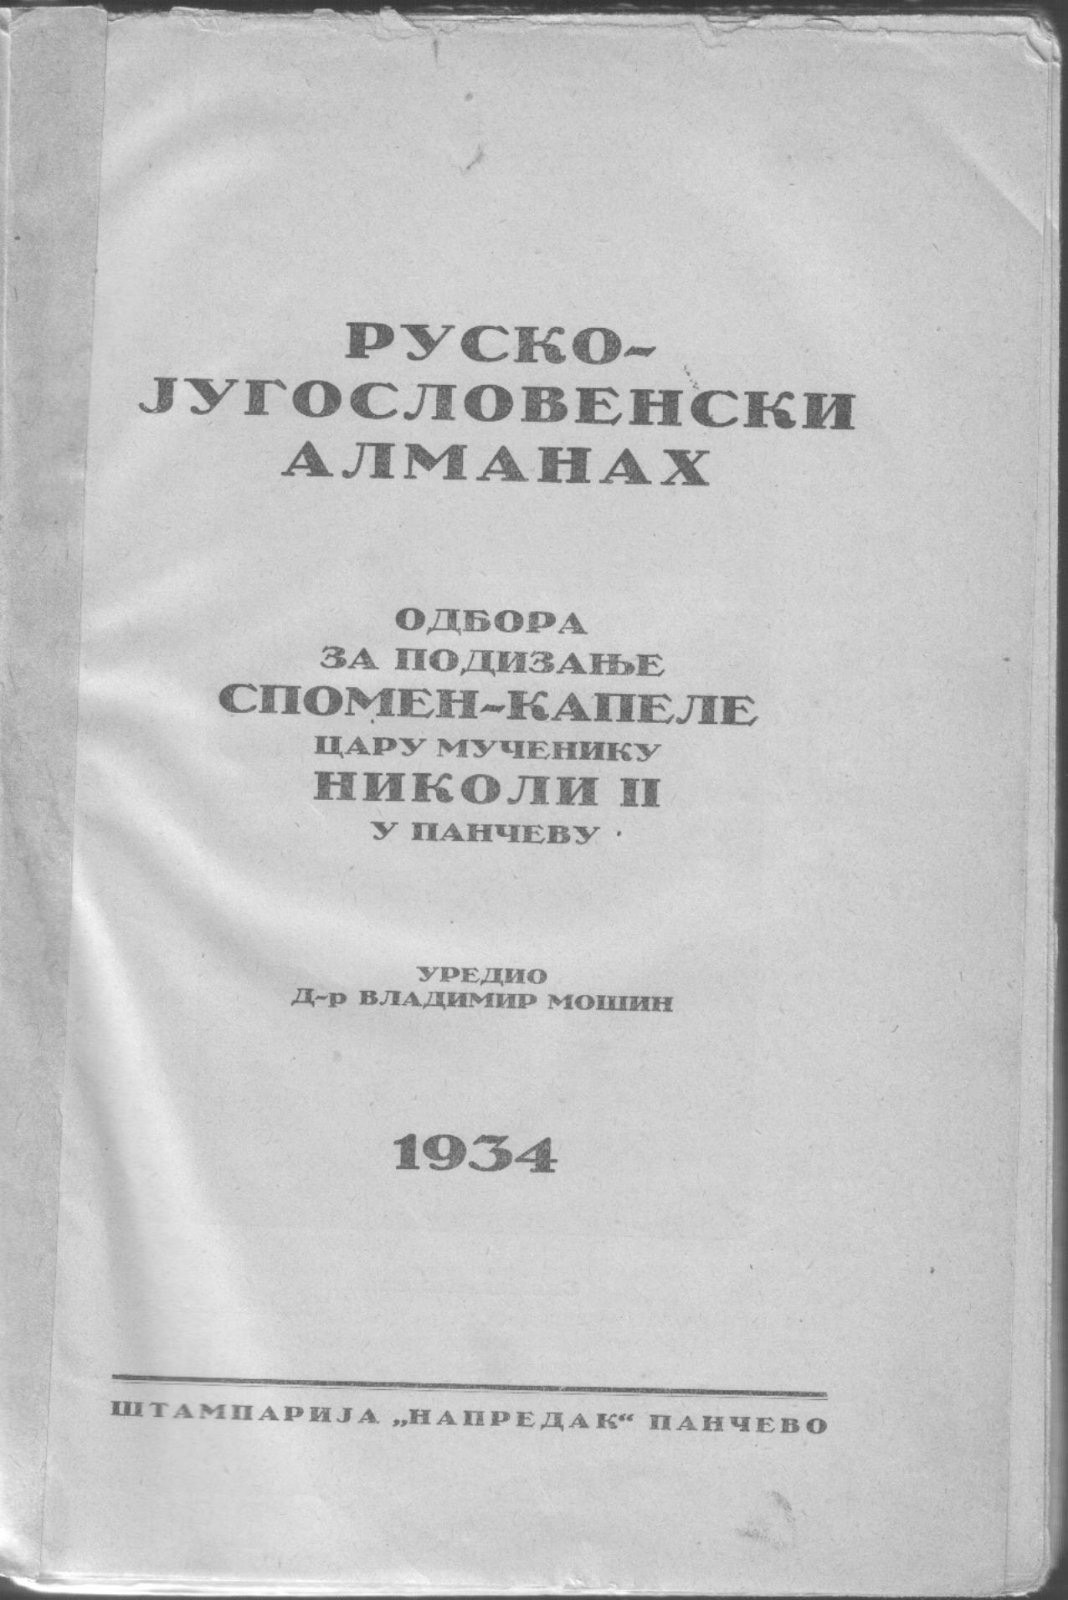 РУСКО-
ЈУГОСЛОВЕНСКИ
АЛМАНАХ
ОДБОРА
ЗА ПОДИЗАЊЕ
СПОМЕН-КАПЕЛЕ
ЦАРУ МУЧЕНИКУ
НИКОЛИ II
У ПАНЧЕВУ
УРЕДИО
Д-р ВЛАДИМИР МОШИН
1934
ШТАМПАРИЈА „НАПРЕДАК“ ПАНЧЕВО